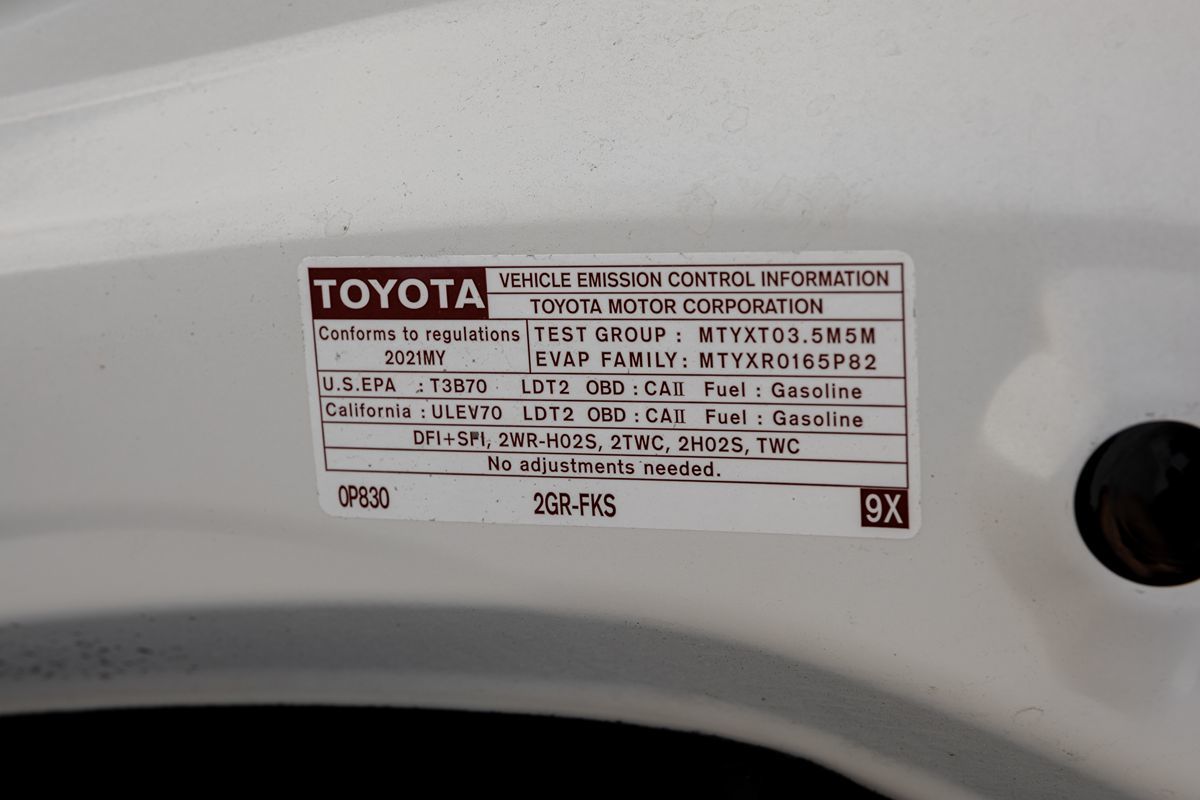 TOYOTA VEHICLE EMISSION CONTROL INFORMATION
TOYOTA MOTOR CORPORATION
Conforms to regulations
2021MY
TEST GROUP : MTYXT03.5M5M
EVAP FAMILY: MTYXR0165P82
U.S.EPA : T3B70 LDT2 OBD : CAII Fuel : Gasoline
California : ULEV70 LDT2 OBD : CAII Fuel : Gasoline
DFI+SFI, 2WR-HO2S, 2TWC, 2HO2S, TWC
No adjustments needed.
0P830 2GR-FKS 9X